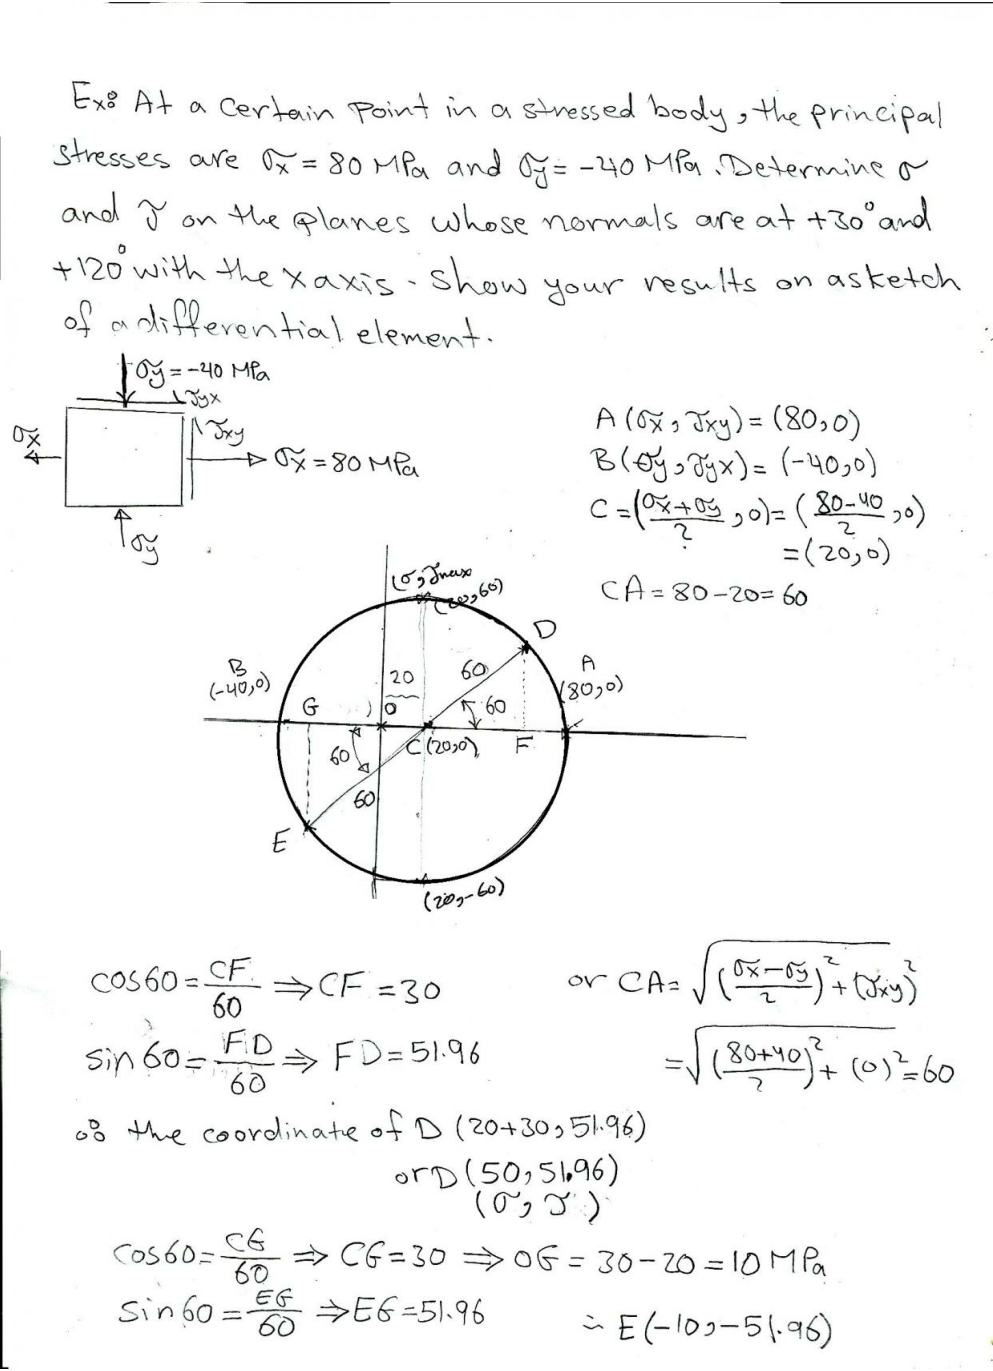 Ex: At a certain point in a stressed body, the principal
stresses are σx = 80 MPa and σy = -40 MPa. Determine σ
and τ on the planes whose normals are at +30° and
+120° with the x axis. Show your results on a sketch
of a differential element.
σy = -40 MPa
τyx
τxy
σx
σx = 80 MPa
σy
A (σx, τxy) = (80,0)
B (σy, τyx) = (-40,0)
C = ((σx+σy)/2, 0) = ((80-40)/2, 0)
= (20,0)
CA = 80-20 = 60
(σ, τmax
(20,60)
D
B
(-40,0)
A
(80,0)
20
60
60
G
O
C (20,0)
F
60
60
E
(20,-60)
cos60 = CF/60 ⇒ CF = 30
or CA = √(((σx-σy)/2)² + (τxy)²)
sin 60 = FD/60 ⇒ FD = 51.96
= √(((80+40)/2)² + (0)²) = 60
∴ the coordinate of D (20+30, 51.96)
or D (50, 51.96)
(σ, τ)
cos60 = CG/60 ⇒ CG = 30 ⇒ OG = 30-20 = 10 MPa
sin 60 = EG/60 ⇒ EG = 51.96
∴ E (-10, -51.96)